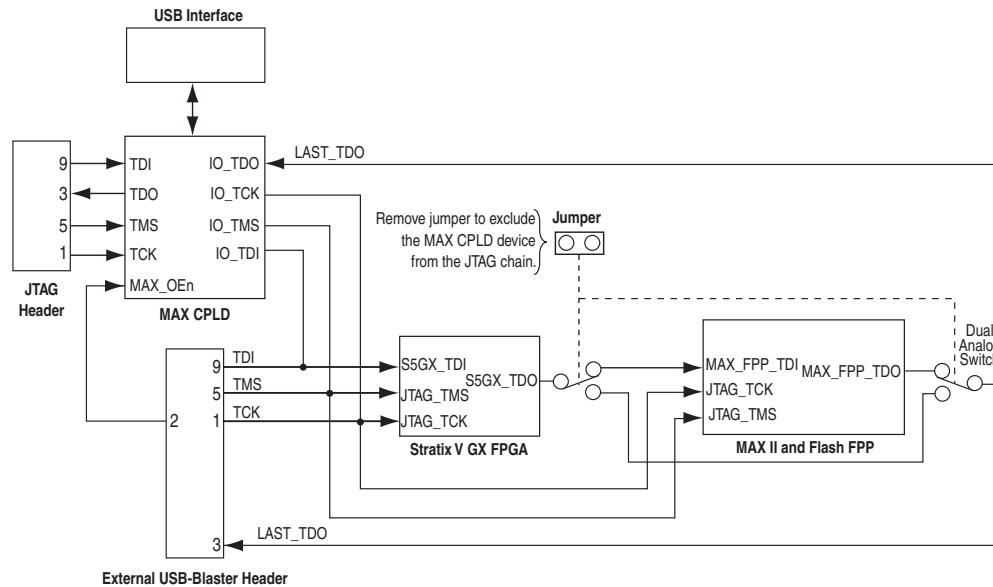 USB Interface
LAST_TDO
9
TDI
IO_TDO
3
TDO
IO_TCK
5
TMS
IO_TMS
1
TCK
IO_TDI
MAX_OEn
JTAG
Header
MAX CPLD
Remove jumper to exclude
the MAX CPLD device
from the JTAG chain.
Jumper
Dual
Analog
Switch
9
TDI
5
TMS
1
TCK
2
3
LAST_TDO
External USB-Blaster Header
S5GX_TDI
S5GX_TDO
JTAG_TMS
JTAG_TCK
Stratix V GX FPGA
MAX_FPP_TDI
MAX_FPP_TDO
JTAG_TCK
JTAG_TMS
MAX II and Flash FPP